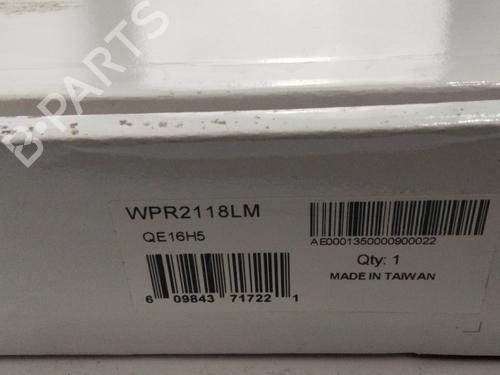 B-PARTS
WPR2118LM
QE16H5
AE0001350000900022
Qty: 1
MADE IN TAIWAN
6 09843 71722 1